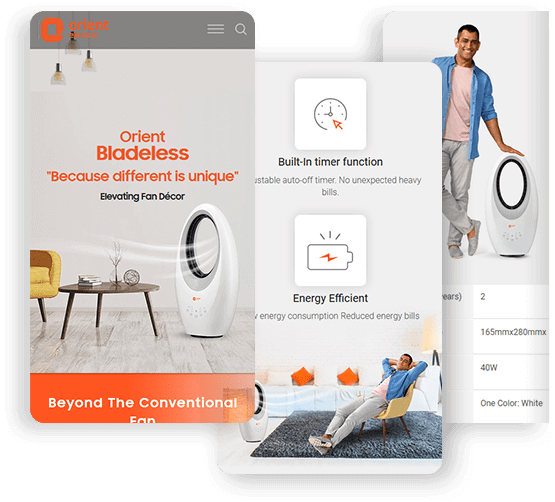 orient
Orient
Bladeless
"Because different is unique"
Elevating Fan Décor
Beyond The Conventional
Fan
Built-In timer function
ustable auto-off timer. No unexpected heavy
bills.
Energy Efficient
energy consumption Reduced energy bills
years) 2
165mmx280mmx
40W
One Color: White